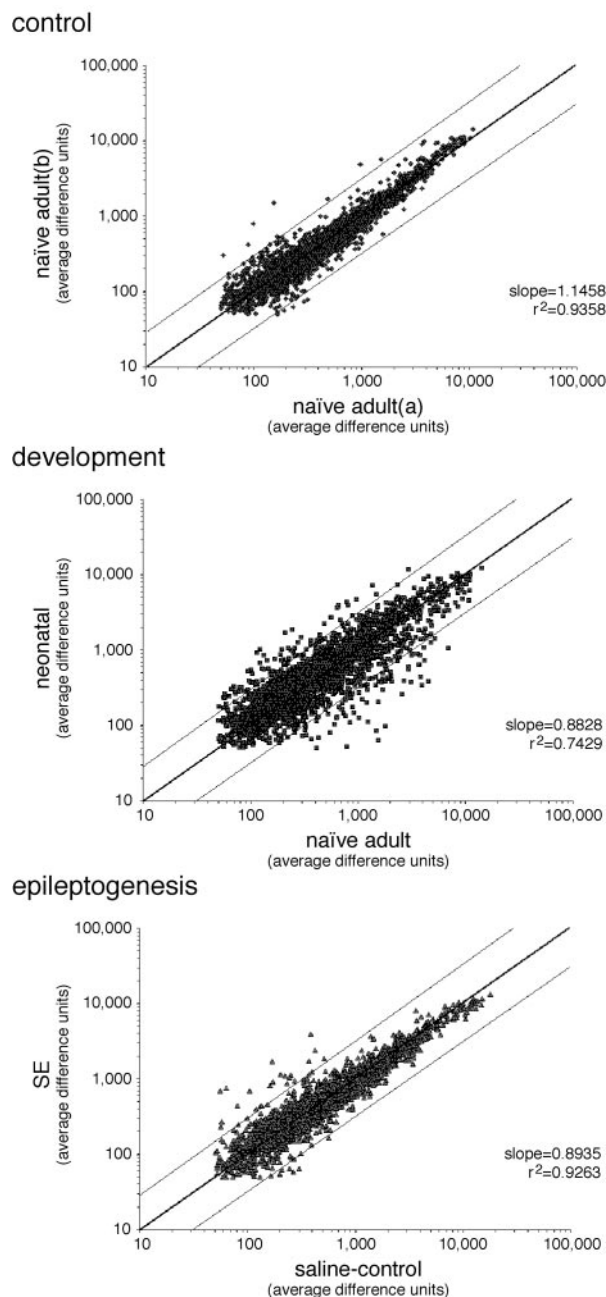 control
100,000
10,000
1,000
100
10
naïve adult(b)
(average difference units)
slope=1.1458
r2=0.9358
10 100 1,000 10,000 100,000
naïve adult(a)
(average difference units)
development
100,000
10,000
1,000
100
10
neonatal
(average difference units)
slope=0.8828
r2=0.7429
10 100 1,000 10,000 100,000
naïve adult
(average difference units)
epileptogenesis
100,000
10,000
1,000
100
10
SE
(average difference units)
slope=0.8935
r2=0.9263
10 100 1,000 10,000 100,000
saline-control
(average difference units)